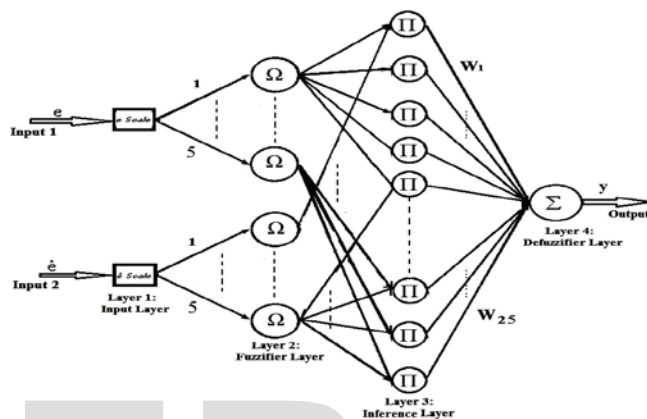 e
Input 1
e Scale
1
5
Ω
Ω
Π
Π
Π
Π
Π
W1
Σ
y
Output
Layer 4:
Defuzzifier Layer
ė
Input 2
ė Scale
Layer 1:
Input Layer
1
5
Ω
Ω
Layer 2:
Fuzzifier Layer
Π
Π
Π
W25
Layer 3:
Inference Layer